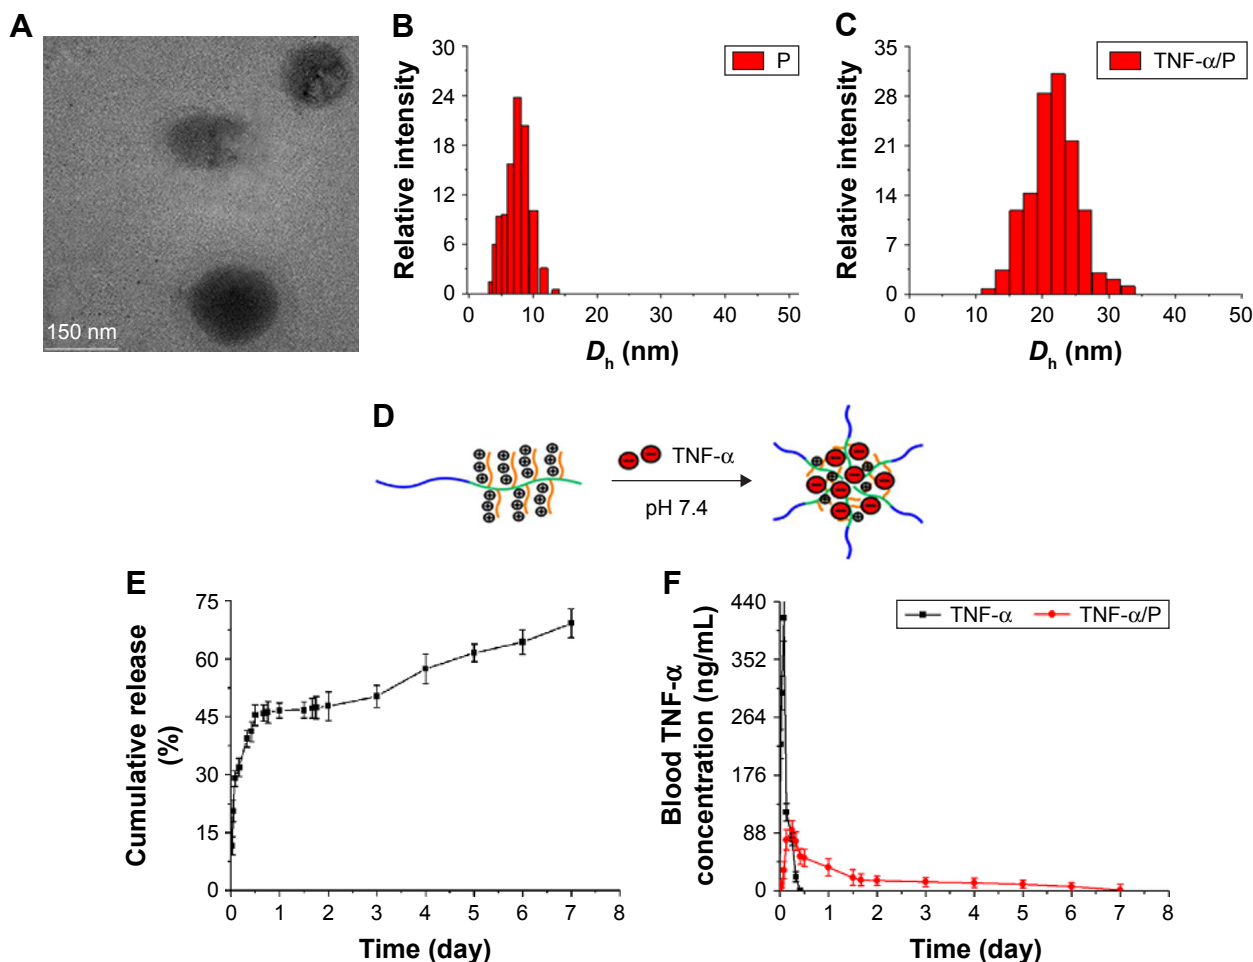 A
150 nm
B
Relative intensity
30
24
18
12
6
0
0 10 20 30 40 50
D_h (nm)
P
C
Relative intensity
35
28
21
14
7
0
0 10 20 30 40 50
D_h (nm)
TNF-α/P
D
TNF-α
pH 7.4
E
Cumulative release
(%)
75
60
45
30
15
0
0 1 2 3 4 5 6 7 8
Time (day)
F
Blood TNF-α
concentration (ng/mL)
440
352
264
176
88
0
0 1 2 3 4 5 6 7 8
Time (day)
TNF-α TNF-α/P